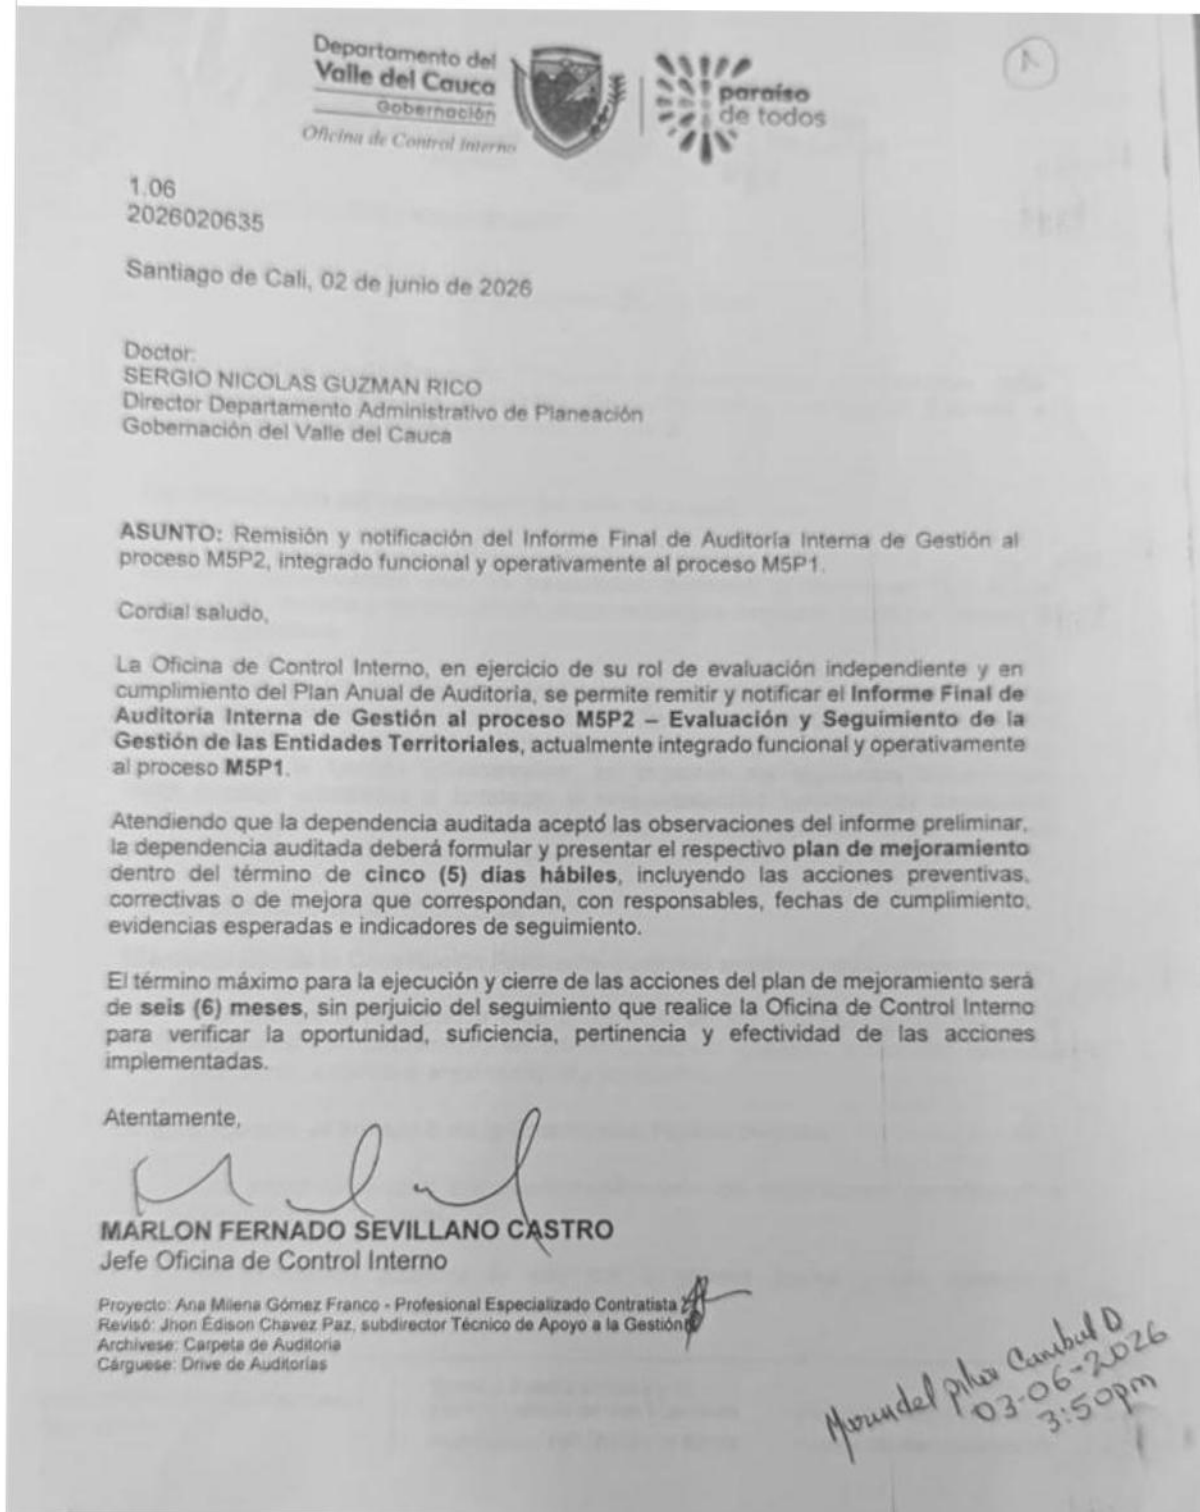 Departamento del
Valle del Cauca
Gobernación
Oficina de Control Interno
paraíso
de todos
1.06
2026020635
Santiago de Cali, 02 de junio de 2026
Doctor:
SERGIO NICOLAS GUZMAN RICO
Director Departamento Administrativo de Planeación
Gobernación del Valle del Cauca
ASUNTO: Remisión y notificación del Informe Final de Auditoría Interna de Gestión al
proceso M5P2, integrado funcional y operativamente al proceso M5P1.
Cordial saludo,
La Oficina de Control Interno, en ejercicio de su rol de evaluación independiente y en
cumplimiento del Plan Anual de Auditoría, se permite remitir y notificar el Informe Final de
Auditoría Interna de Gestión al proceso M5P2 – Evaluación y Seguimiento de la
Gestión de las Entidades Territoriales, actualmente integrado funcional y operativamente
al proceso M5P1.
Atendiendo que la dependencia auditada aceptó las observaciones del informe preliminar,
la dependencia auditada deberá formular y presentar el respectivo plan de mejoramiento
dentro del término de cinco (5) días hábiles, incluyendo las acciones preventivas,
correctivas o de mejora que correspondan, con responsables, fechas de cumplimiento,
evidencias esperadas e indicadores de seguimiento.
El término máximo para la ejecución y cierre de las acciones del plan de mejoramiento será
de seis (6) meses, sin perjuicio del seguimiento que realice la Oficina de Control Interno
para verificar la oportunidad, suficiencia, pertinencia y efectividad de las acciones
implementadas.
Atentamente,
MARLON FERNADO SEVILLANO CASTRO
Jefe Oficina de Control Interno
Proyecto: Ana Milena Gómez Franco - Profesional Especializado Contratista
Revisó: Jhon Édison Chavez Paz, subdirector Técnico de Apoyo a la Gestión
Archívese: Carpeta de Auditoria
Cárguese: Drive de Auditorías
del pilar
03-06-2026
3:50pm